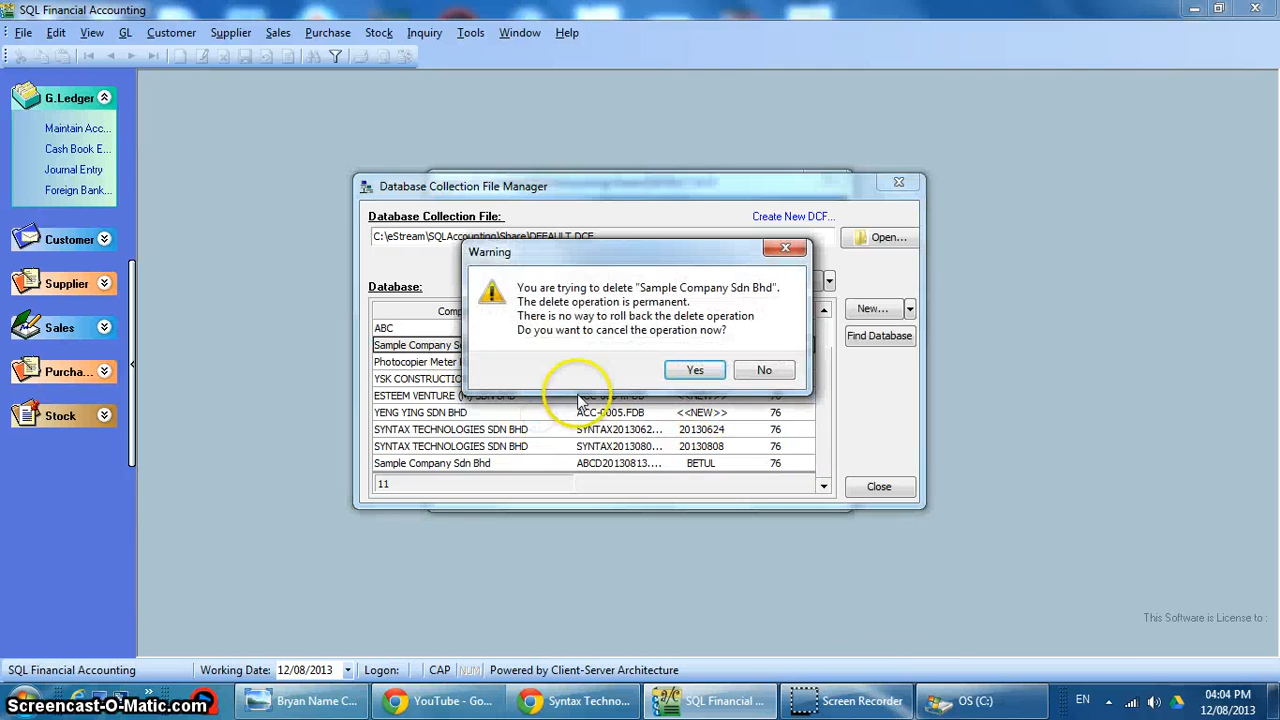 SQL Financial Accounting
File Edit View GL Customer Supplier Sales Purchase Stock Inquiry Tools Window Help
G.Ledger
Maintain Acc...
Cash Book E...
Journal Entry
Foreign Bank...
Customer
Supplier
Sales
Purcha...
Stock
Database Collection File Manager
Database Collection File:
Create New DCF...
C:\eStream\SQLAccounting\Share\DEFAULT.DCF
Open...
Database:
New...
Find Database
Close
Warning
You are trying to delete "Sample Company Sdn Bhd".
The delete operation is permanent.
There is no way to roll back the delete operation
Do you want to cancel the operation now?
Yes No
ABC
Sample Company S
Photocopier Meter
YSK CONSTRUCTIO
ESTEEM VENTURE
YENG YING SDN BHD ACC-0005.FDB <<NEW>> 76
SYNTAX TECHNOLOGIES SDN BHD SYNTAX2013062... 20130624 76
SYNTAX TECHNOLOGIES SDN BHD SYNTAX2013080... 20130808 76
Sample Company Sdn Bhd ABCD20130813.... BETUL 76
11
This Software is License to :
SQL Financial Accounting Working Date: 12/08/2013 Logon: CAP NUM Powered by Client-Server Architecture
Screencast-O-Matic.com
Bryan Name C...
YouTube - Go...
Syntax Techno...
SQL Financial ...
Screen Recorder
OS (C:)
EN
04:04 PM
12/08/2013